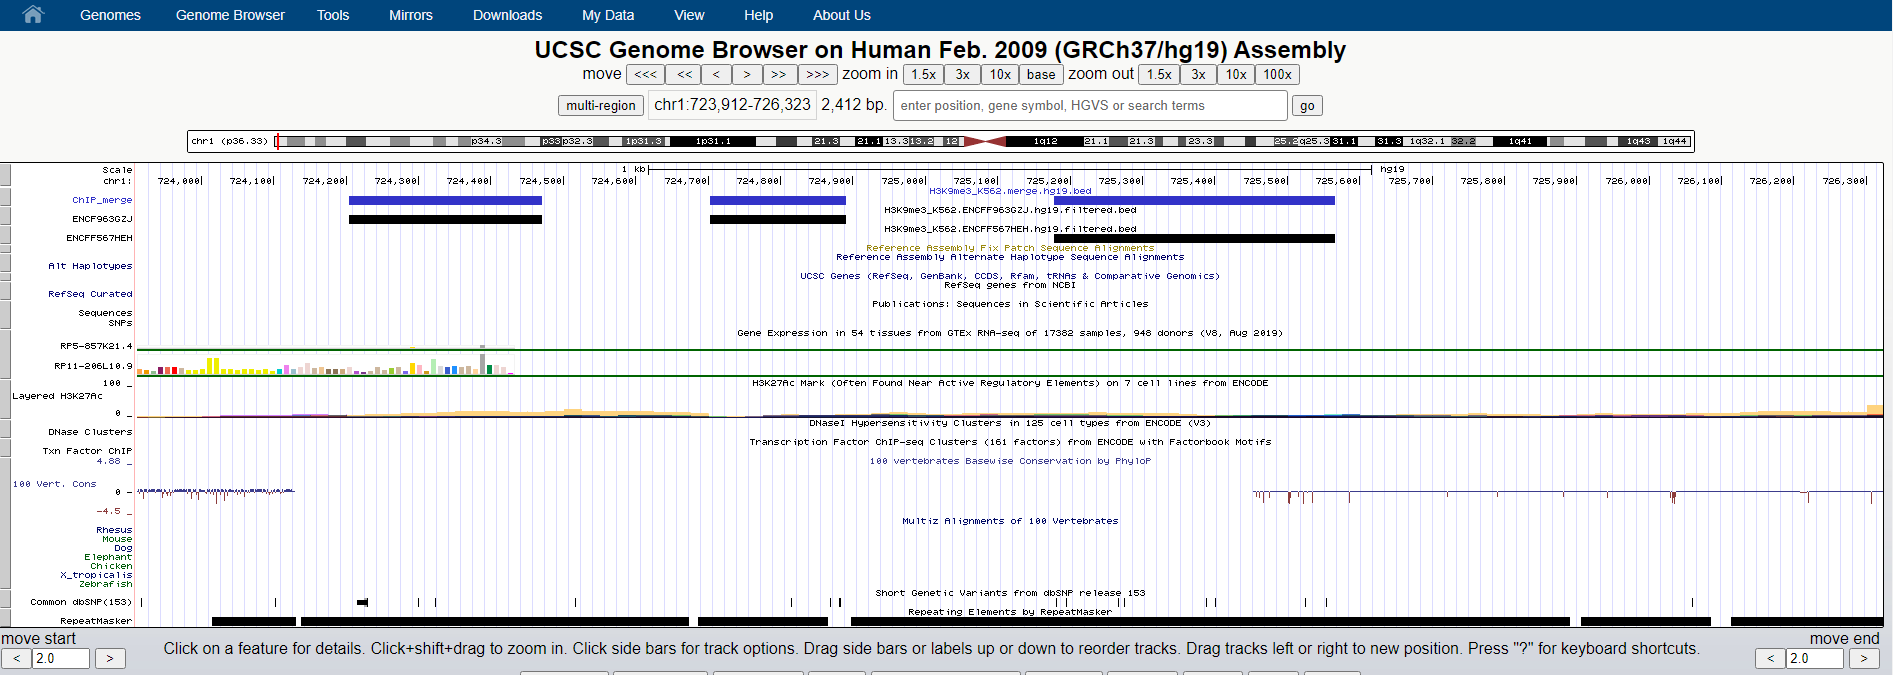 Genomes Genome Browser Tools Mirrors Downloads My Data View Help About Us
UCSC Genome Browser on Human Feb. 2009 (GRCh37/hg19) Assembly
move <<< << < > >> >>> zoom in 1.5x 3x 10x base zoom out 1.5x 3x 10x 100x
multi-region chr1:723,912-726,323 2,412 bp. enter position, gene symbol, HGVS or search terms go
chr1 (p36.33) p34.3 p33 p32.3 1p31.3 1p31.1 21.3 21.1 13.3 13.2 12 1q12 21.1 21.3 23.3 25.2 q25.3 31.1 31.3 1q32.1 32.2 1q41 1q43 1q44
Scale 1 kb hg19
chr1: 724,000 724,100 724,200 724,300 724,400 724,500 724,600 724,700 724,800 724,900 725,000 725,100 725,200 725,300 725,400 725,500 725,600 725,700 725,800 725,900 726,000 726,100 726,200 726,300
H3K9me3_K562.merge.hg19.bed
ChIP_merge
H3K9me3_K562.ENCFF963GZJ.hg19.filtered.bed
ENCF963GZJ
H3K9me3_K562.ENCFF567HEH.hg19.filtered.bed
ENCFF567HEH
Reference Assembly Fix Patch Sequence Alignments
Reference Assembly Alternate Haplotype Sequence Alignments
Alt Haplotypes
UCSC Genes (RefSeq, GenBank, CCDS, Rfam, tRNAs & Comparative Genomics)
RefSeq genes from NCBI
RefSeq Curated
Publications: Sequences in Scientific Articles
Sequences
SNPs
Gene Expression in 54 tissues from GTEx RNA-seq of 17382 samples, 948 donors (V8, Aug 2019)
RP5-857K21.4
RP11-206L10.9
H3K27Ac Mark (Often Found Near Active Regulatory Elements) on 7 cell lines from ENCODE
100 _
Layered H3K27Ac
0 _
DNaseI Hypersensitivity Clusters in 125 cell types from ENCODE (V3)
DNase Clusters
Transcription Factor ChIP-seq Clusters (161 factors) from ENCODE with Factorbook Motifs
Txn Factor ChIP
100 vertebrates Basewise Conservation by PhyloP
4.88 _
100 Vert. Cons
0 -
-4.5 _
Multiz Alignments of 100 Vertebrates
Rhesus
Mouse
Dog
Elephant
Chicken
X_tropicalis
Zebrafish
Short Genetic Variants from dbSNP release 153
Common dbSNP(153)
Repeating Elements by RepeatMasker
RepeatMasker
move start move end
Click on a feature for details. Click+shift+drag to zoom in. Click side bars for track options. Drag side bars or labels up or down to reorder tracks. Drag tracks left or right to new position. Press "?" for keyboard shortcuts.
< 2.0 > < 2.0 >